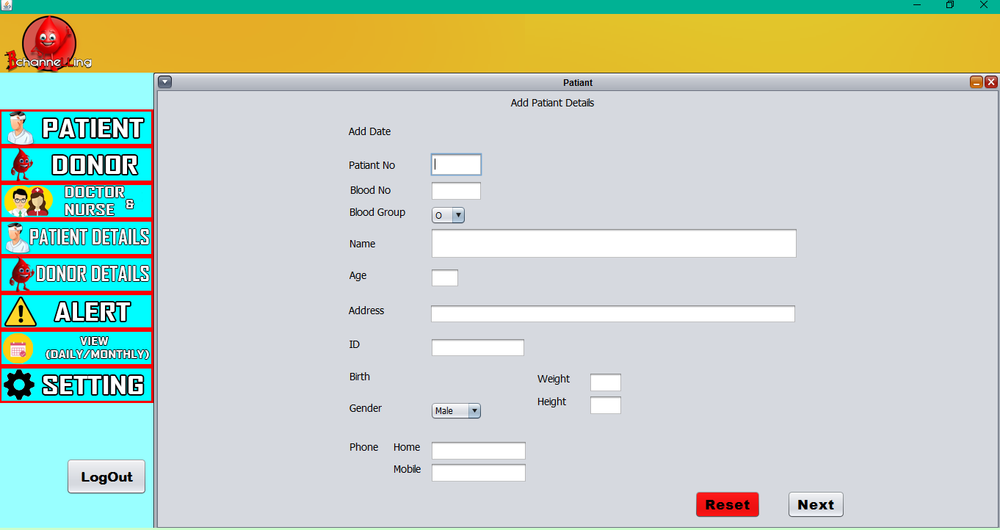 BchanneLLing
Patiant
Add Patiant Details
PATIENT
DONOR
DOCTOR
NURSE &
PATIENT DETAILS
DONOR DETAILS
ALERT
VIEW
(DAILY/MONTHLY)
SETTING
LogOut
Add Date
Patiant No
Blood No
Blood Group O
Name
Age
Address
ID
Birth
Weight
Height
Gender Male
Phone Home
Mobile
Reset Next